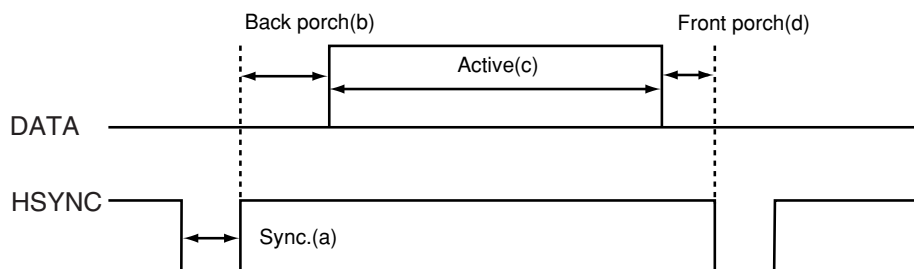 Back porch(b)
Front porch(d)
Active(c)
DATA
HSYNC
Sync.(a)